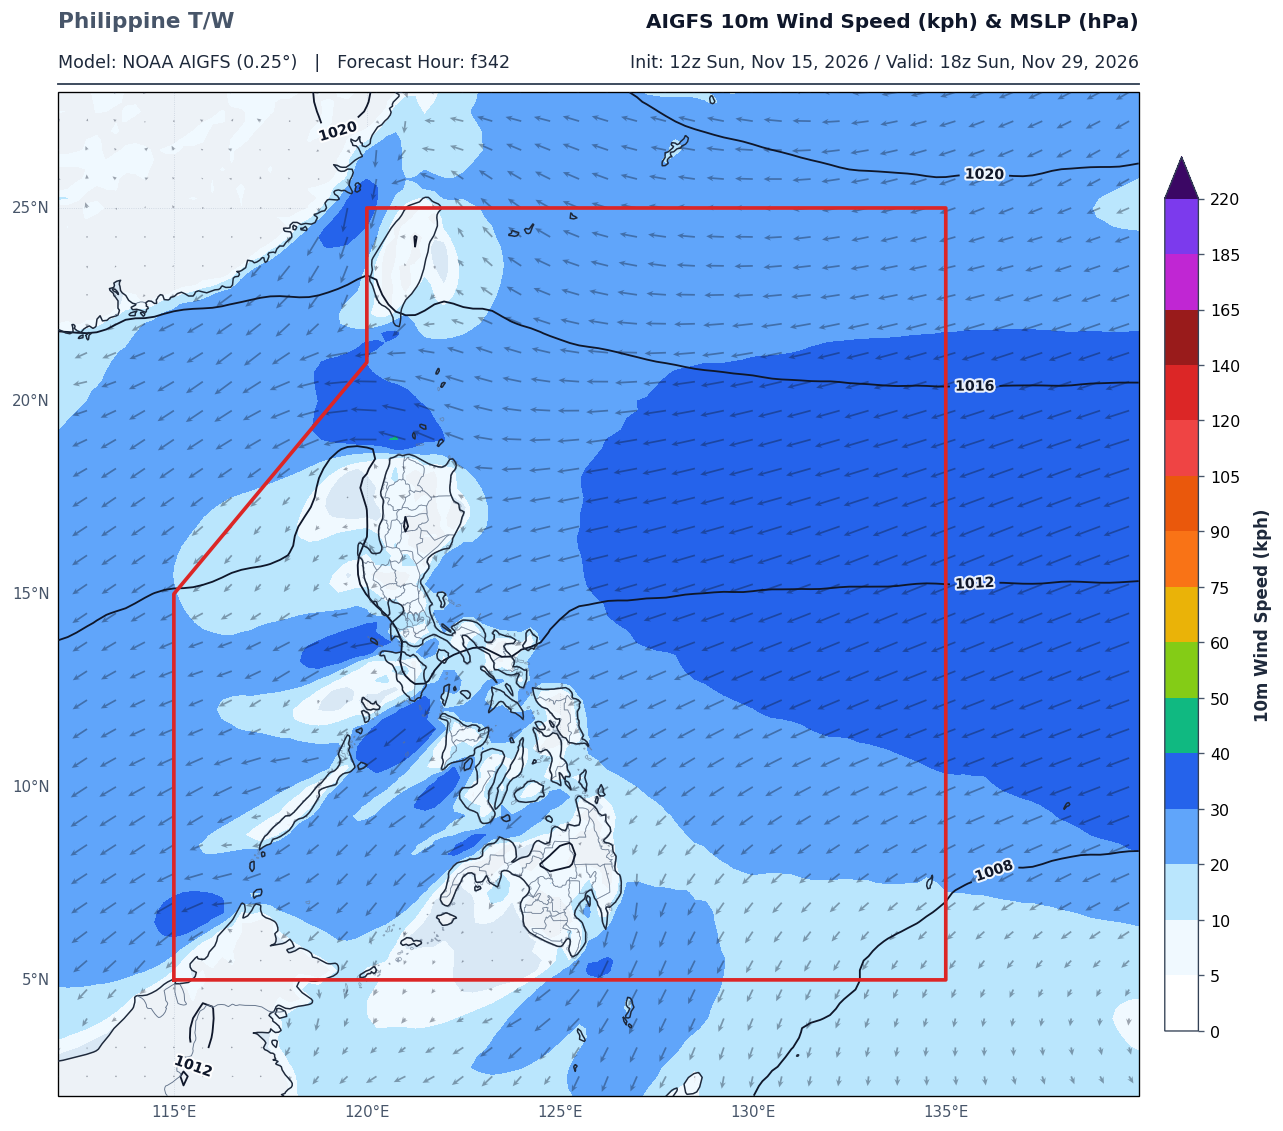 Philippine T/W
AIGFS 10m Wind Speed (kph) & MSLP (hPa)
Model: NOAA AIGFS (0.25°)   |   Forecast Hour: f342
Init: 12z Sun, Nov 15, 2026 / Valid: 18z Sun, Nov 29, 2026
1020
1020
1016
1012
1008
1012
25°N
20°N
15°N
10°N
5°N
115°E
120°E
125°E
130°E
135°E
220
185
165
140
120
105
90
75
60
50
40
30
20
10
5
0
10m Wind Speed (kph)